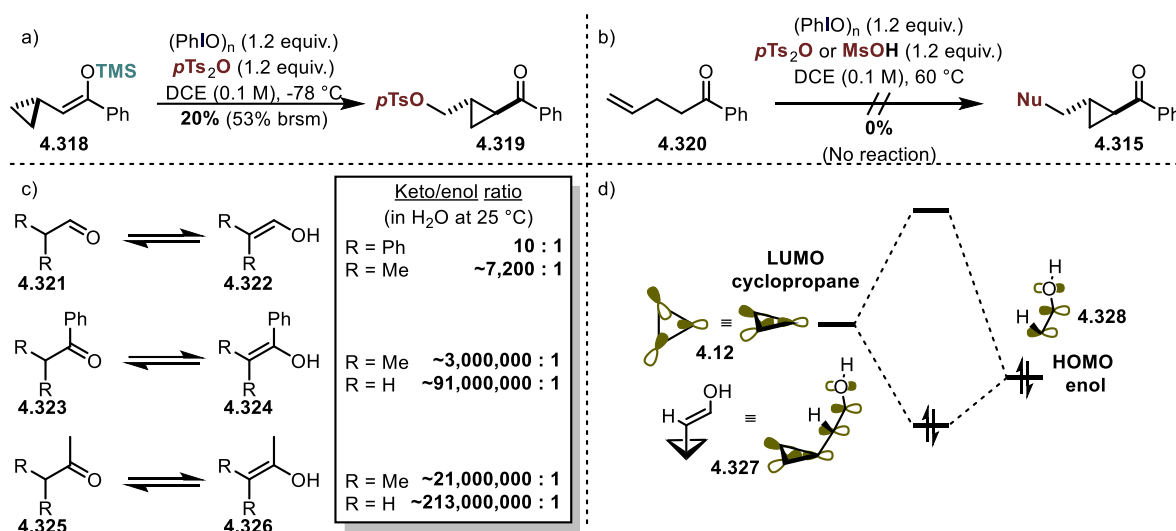 a)
(PhIO)n (1.2 equiv.)
pTs2O (1.2 equiv.)
DCE (0.1 M), -78 °C
20% (53% brsm)
OTMS
Ph
4.318
pTsO
O
Ph
4.319
b)
(PhIO)n (1.2 equiv.)
pTs2O or MsOH (1.2 equiv.)
DCE (0.1 M), 60 °C
0%
(No reaction)
O
Ph
4.320
Nu
O
Ph
4.315
c)
Keto/enol ratio
(in H2O at 25 °C)
R
O
R
4.321
R
OH
R
4.322
R = Ph 10 : 1
R = Me ~7,200 : 1
Ph
R
O
R
4.323
Ph
R
OH
R
4.324
R = Me ~3,000,000 : 1
R = H ~91,000,000 : 1
R
O
R
4.325
R
OH
R
4.326
R = Me ~21,000,000 : 1
R = H ~213,000,000 : 1
d)
LUMO
cyclopropane
≡
4.12
H
O
H
4.328
HOMO
enol
OH
H
≡
H
O
H
4.327